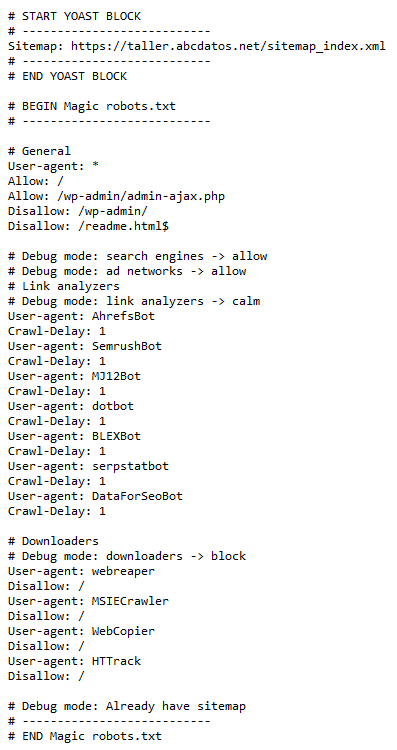 # START YOAST BLOCK
# ---------------------------
Sitemap: https://taller.abcdatos.net/sitemap_index.xml
# ---------------------------
# END YOAST BLOCK

# BEGIN Magic robots.txt
# ---------------------------

# General
User-agent: *
Allow: /
Allow: /wp-admin/admin-ajax.php
Disallow: /wp-admin/
Disallow: /readme.html$

# Debug mode: search engines -> allow
# Debug mode: ad networks -> allow
# Link analyzers
# Debug mode: link analyzers -> calm
User-agent: AhrefsBot
Crawl-Delay: 1
User-agent: SemrushBot
Crawl-Delay: 1
User-agent: MJ12Bot
Crawl-Delay: 1
User-agent: dotbot
Crawl-Delay: 1
User-agent: BLEXBot
Crawl-Delay: 1
User-agent: serpstatbot
Crawl-Delay: 1
User-agent: DataForSeoBot
Crawl-Delay: 1

# Downloaders
# Debug mode: downloaders -> block
User-agent: webreaper
Disallow: /
User-agent: MSIECrawler
Disallow: /
User-agent: WebCopier
Disallow: /
User-agent: HTTrack
Disallow: /

# Debug mode: Already have sitemap
# ---------------------------
# END Magic robots.txt